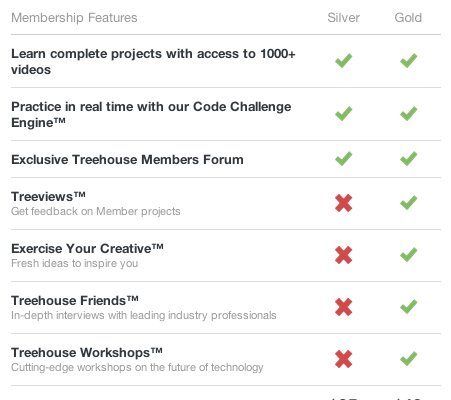 Membership Features Silver Gold
Learn complete projects with access to 1000+
videos
Practice in real time with our Code Challenge
Engine™
Exclusive Treehouse Members Forum
Treeviews™
Get feedback on Member projects
Exercise Your Creative™
Fresh ideas to inspire you
Treehouse Friends™
In-depth interviews with leading industry professionals
Treehouse Workshops™
Cutting-edge workshops on the future of technology